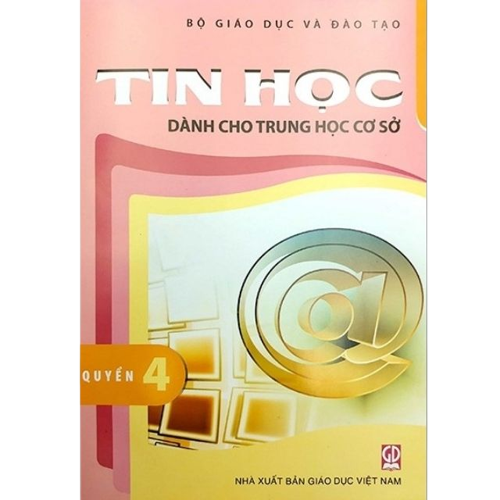 BỘ GIÁO DỤC VÀ ĐÀO TẠO
TIN HỌC
DÀNH CHO TRUNG HỌC CƠ SỞ
@
QUYỂN 4
GD
NHÀ XUẤT BẢN GIÁO DỤC VIỆT NAM